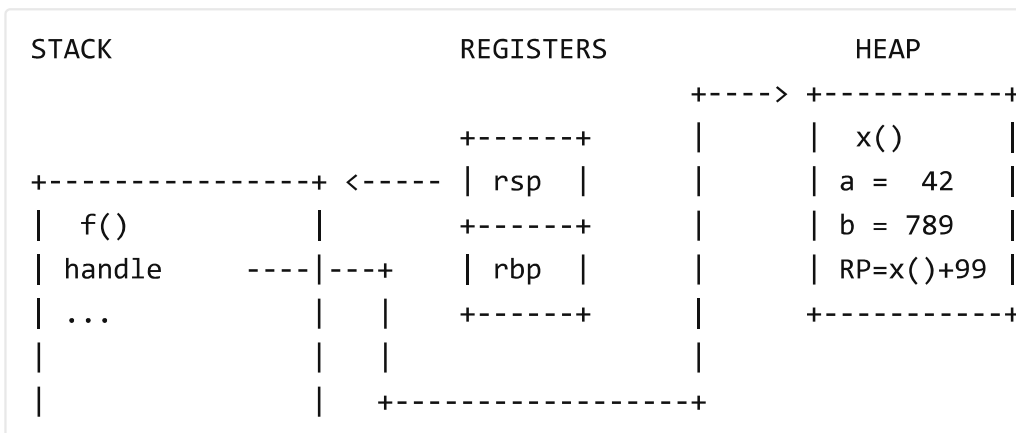 STACK                      REGISTERS               HEAP
                                         +----> +-----------+
                           +------+      |      |  x()      |
+-----------------+ <----- | rsp  |      |      | a =  42   |
|  f()            |        +------+      |      | b = 789   |
| handle     ----|---+     | rbp  |      |      | RP=x()+99 |
| ...             |   |    +------+      |      +-----------+
|                 |   |                  |
|                 |   +------------------+